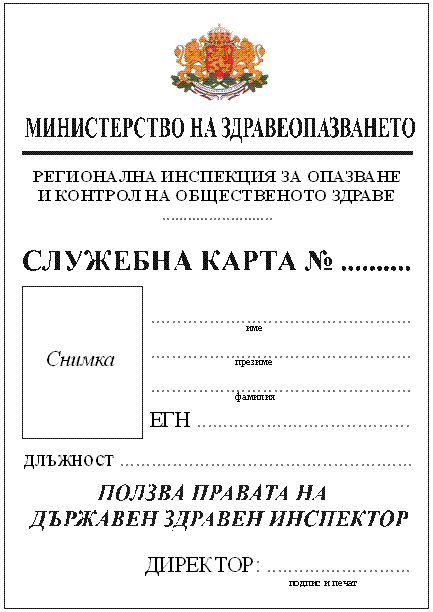 МИНИСТЕРСТВО НА ЗДРАВЕОПАЗВАНЕТО
РЕГИОНАЛНА ИНСПЕКЦИЯ ЗА ОПАЗВАНЕ
И КОНТРОЛ НА ОБЩЕСТВЕНОТО ЗДРАВЕ
..........................
СЛУЖЕБНА КАРТА № ..........
Снимка
..............................................
име
..............................................
презиме
..............................................
фамилия
ЕГН ......................................
длъжност ....................................................
ПОЛЗВА ПРАВАТА НА
ДЪРЖАВЕН ЗДРАВЕН ИНСПЕКТОР
ДИРЕКТОР: ..........................
подпис и печат